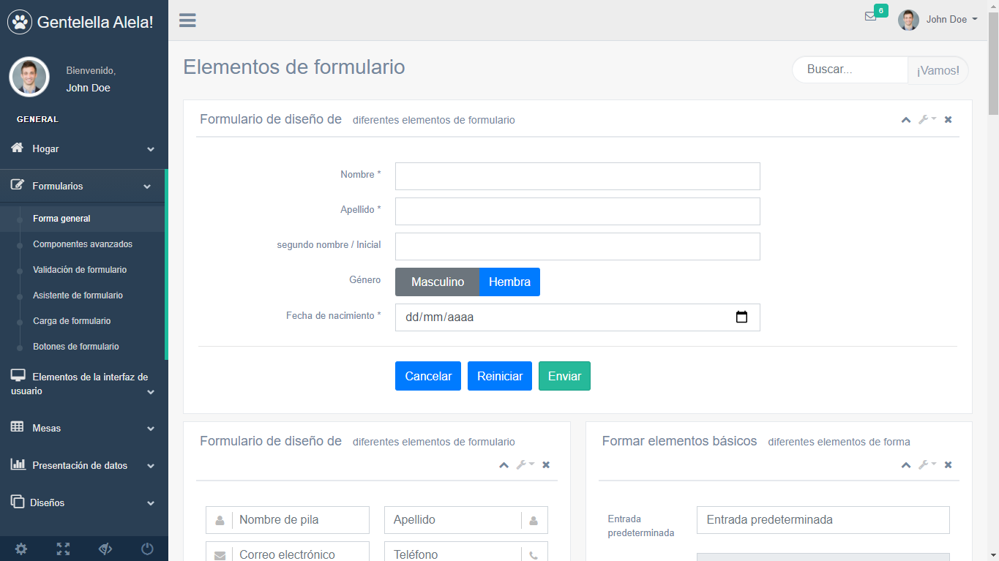 Gentelella Alela!
Bienvenido,
John Doe
GENERAL
Hogar
Formularios
Forma general
Componentes avanzados
Validación de formulario
Asistente de formulario
Carga de formulario
Botones de formulario
Elementos de la interfaz de
usuario
Mesas
Presentación de datos
Diseños
6
John Doe
Elementos de formulario
Buscar...
¡Vamos!
Formulario de diseño de diferentes elementos de formulario
Nombre *
Apellido *
segundo nombre / Inicial
Género
Masculino
Hembra
Fecha de nacimiento *
dd/mm/aaaa
Cancelar
Reiniciar
Enviar
Formulario de diseño de diferentes elementos de formulario
Nombre de pila
Apellido
Correo electrónico
Teléfono
Formar elementos básicos diferentes elementos de forma
Entrada
predeterminada
Entrada predeterminada